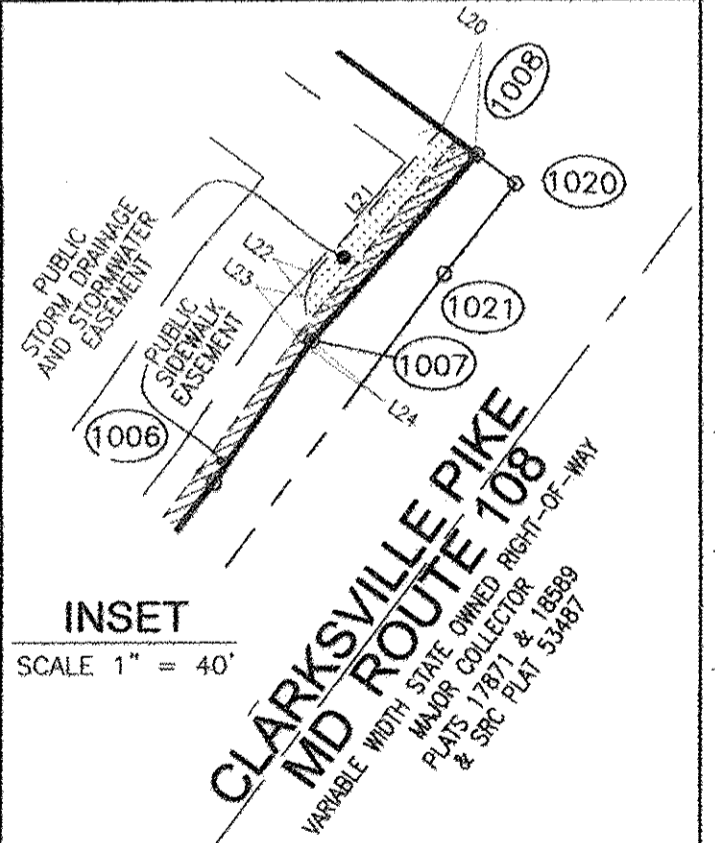 L20
1008
1020
L21
PUBLIC
STORM DRAINAGE
AND STORMWATER
EASEMENT
L22
L23
1021
PUBLIC
SIDEWALK
EASEMENT
1007
L24
1006
INSET
SCALE 1" = 40'
CLARKSVILLE PIKE
MD ROUTE 108
VARIABLE WIDTH STATE OWNED RIGHT-OF-WAY
MAJOR COLLECTOR
PLATS 17871 & 18589
& SRC PLAT 53487